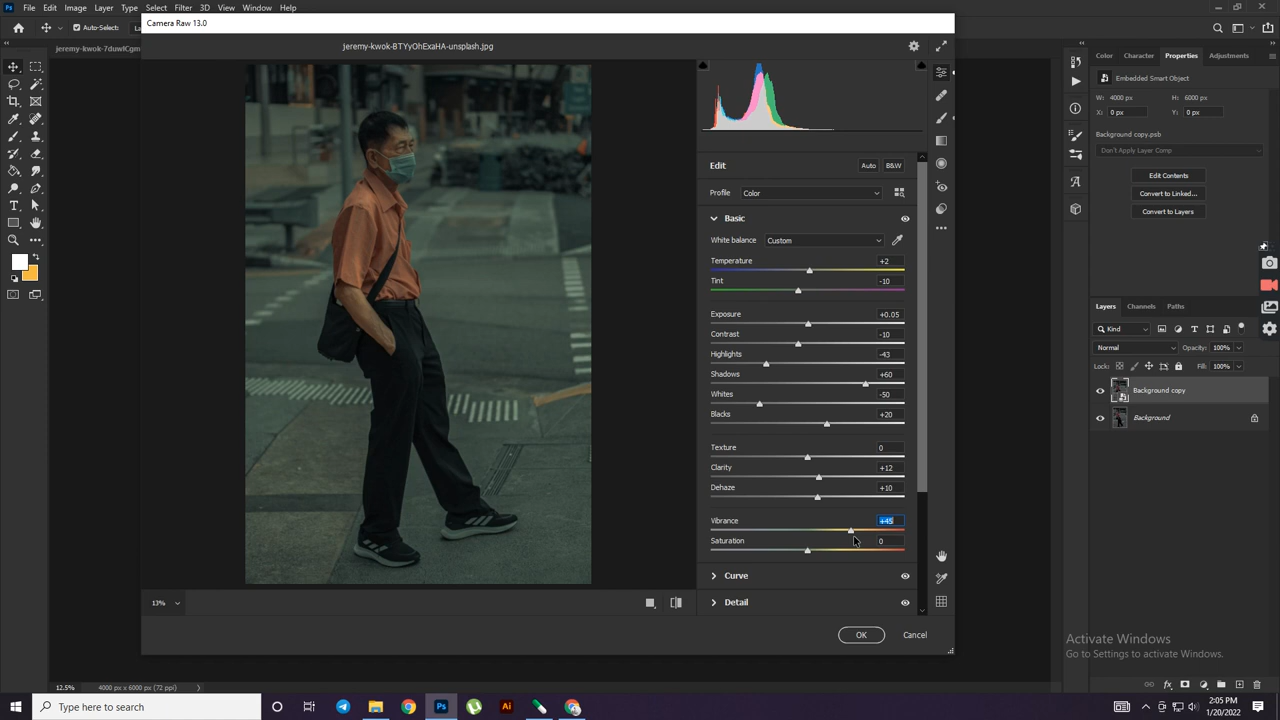 Ps File Edit Image Layer Type Select Filter 3D View Window Help
Camera Raw 13.0
Auto-Select:
jeremy-kwok-BTYyOhExaHA-unsplash.jpg
jeremy-kwok-7duwlCgm
Color Character Properties Adjustments
Embedded Smart Object
W: 4000 px H: 6000 px
X: 0 px Y: 0 px
Background copy.psb
Don't Apply Layer Comp
Edit Contents
Convert to Linked...
Convert to Layers
Edit Auto B&W
Profile Color
Basic
White balance Custom
Temperature +2
Tint -10
Exposure +0.05
Contrast -10
Highlights -43
Shadows +60
Whites -50
Blacks +20
Texture 0
Clarity +12
Dehaze +10
Vibrance +45
Saturation 0
Curve
Detail
Layers Channels Paths
Kind
Normal Opacity: 100%
Lock: Fill: 100%
Background copy
Background
13%
OK Cancel
Activate Windows
Go to Settings to activate Windows.
12.5% 4000 px x 6000 px (72 ppi)
Type here to search
Ps
Ai
2:05 PM
1/20/2022